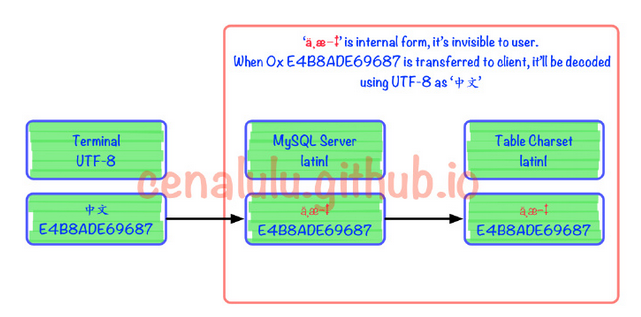 ‘ä¸æ–‡’ is internal form, it's invisible to user.
When 0x E4B8ADE69687 is transferred to client, it'll be decoded
using UTF-8 as ‘中文’
Terminal
UTF-8
MySQL Server
latin1
Table Charset
latin1
cenalulu.github.io
中文
E4B8ADE69687
ä¸æ–‡
E4B8ADE69687
ä¸æ–‡
E4B8ADE69687